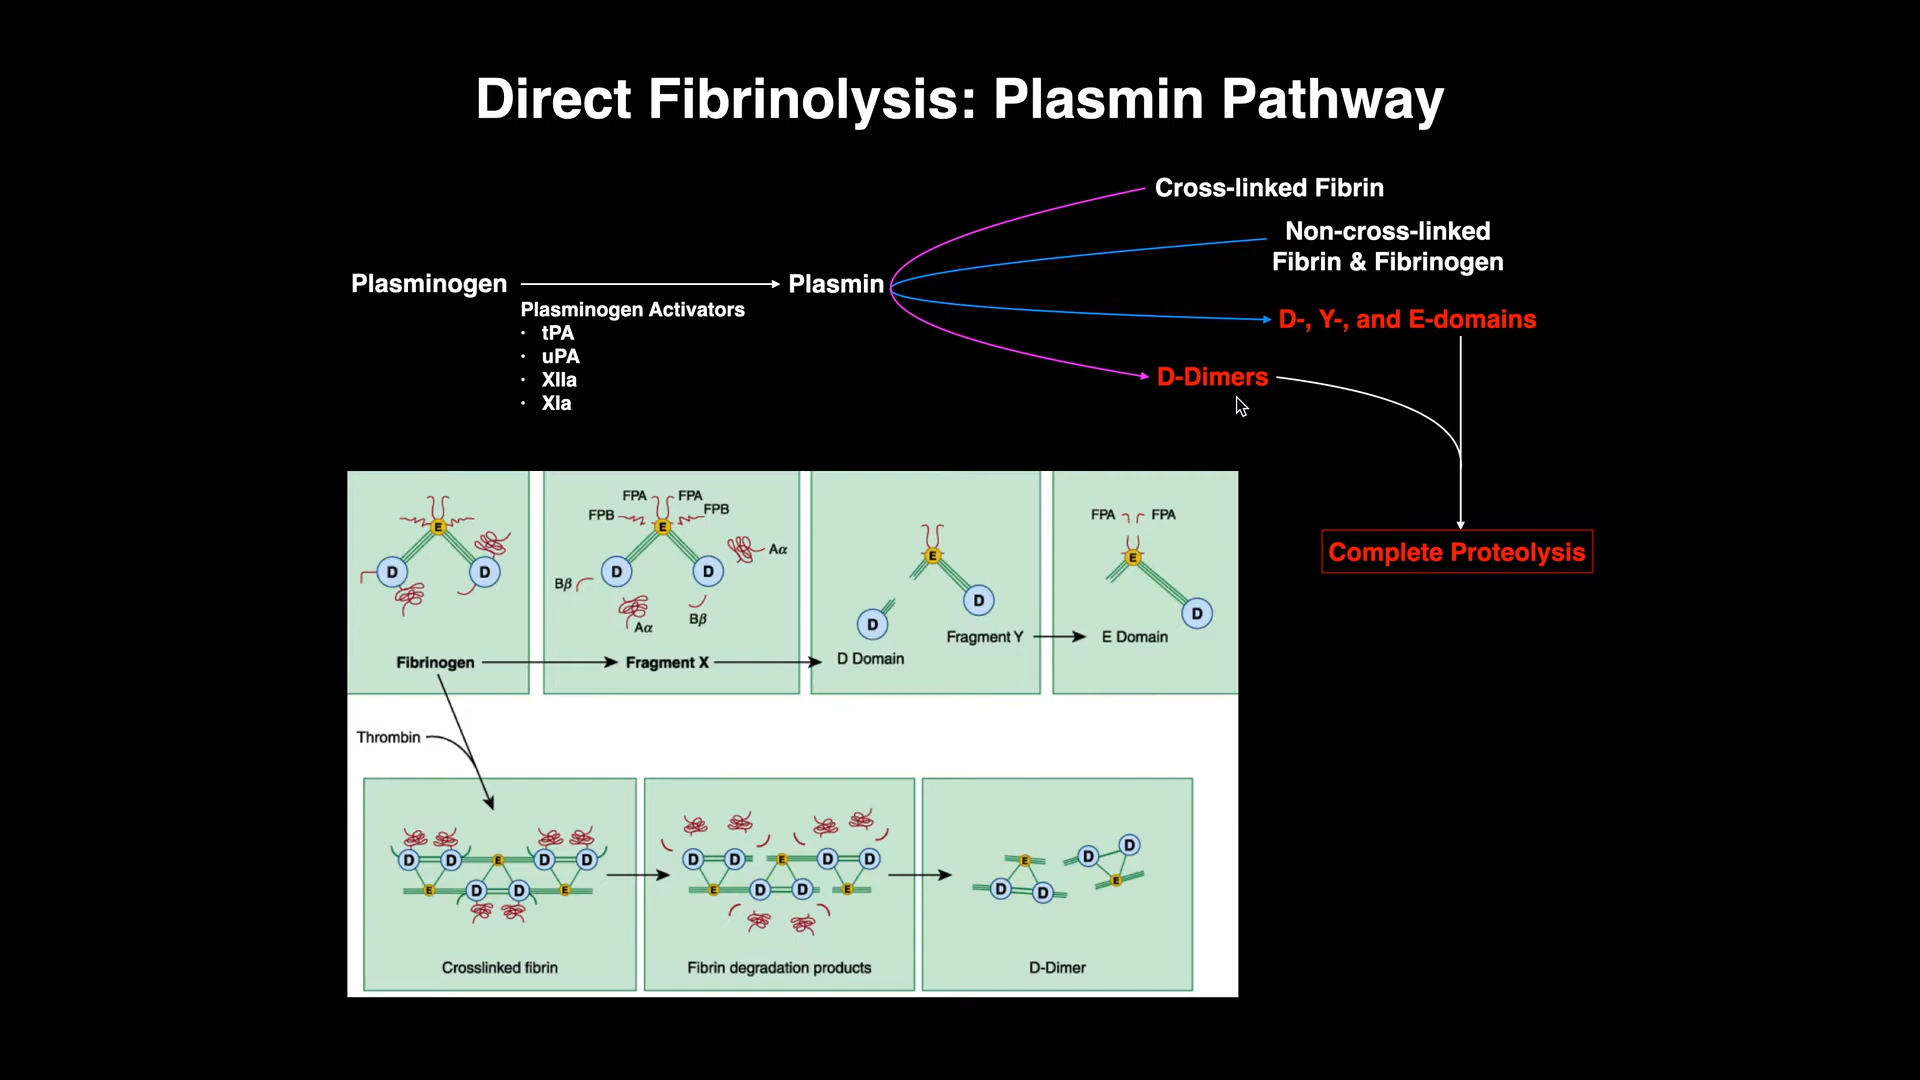 Direct Fibrinolysis: Plasmin Pathway
Cross-linked Fibrin
Non-cross-linked
Fibrin & Fibrinogen
Plasminogen
Plasmin
Plasminogen Activators
• tPA
• uPA
• XIIa
• XIa
D-, Y-, and E-domains
D-Dimers
Complete Proteolysis
E
D
D
Fibrinogen
FPA
FPA
FPB
FPB
E
D
D
Aα
Bβ
Aα
Bβ
Fragment X
E
D
D
Fragment Y
D Domain
FPA
FPA
E
D
E Domain
Thrombin
D
D
E
D
D
E
D
D
E
Crosslinked fibrin
D
D
E
D
D
E
D
D
E
Fibrin degradation products
E
D
D
D
D
E
D-Dimer